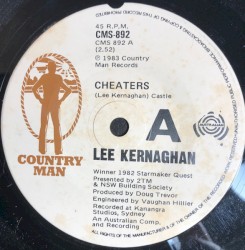 45 R.P.M.
CMS-892
CMS 892 A
(2.52)
℗ 1983 Country
Man Records
CHEATERS
(Lee Kernaghan) Castle
A
COUNTRY
MAN
LEE KERNAGHAN
Winner 1982 Starmaker Quest
Presented by 2TM
& NSW Building Society
Produced by Doug Trevor
Engineered by Vaughan Hillier
Recorded at Kananara
Studios, Sydney
An Australian Comp.
and Recording